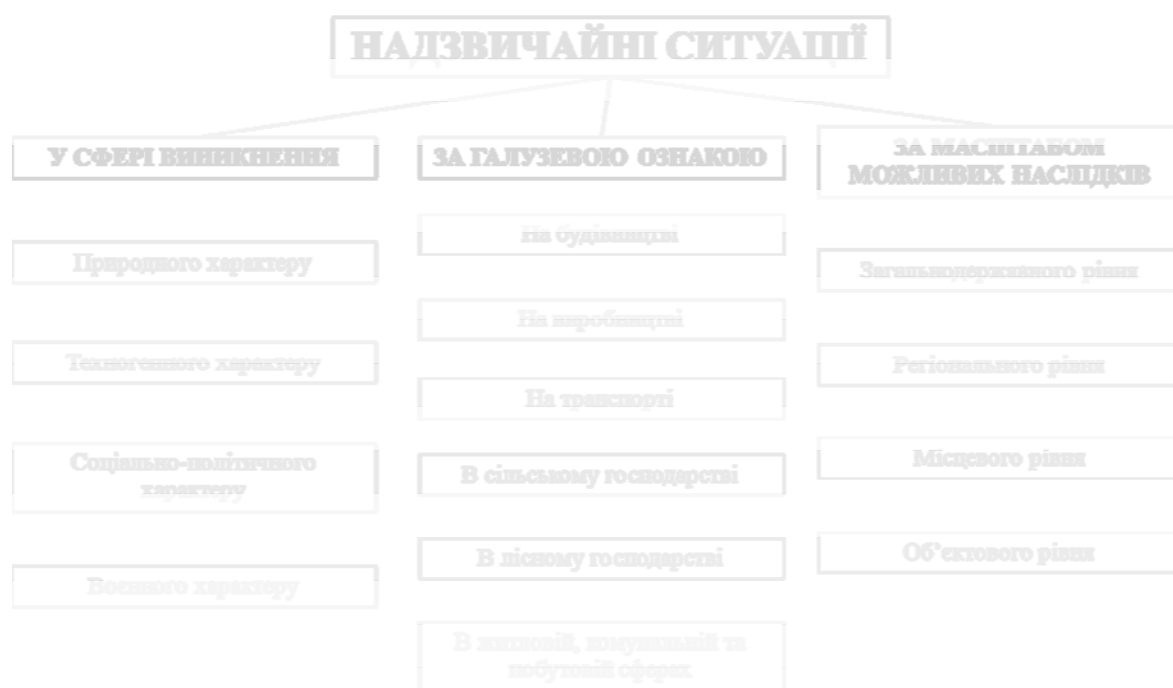 НАДЗВИЧАЙНІ СИТУАЦІЇ
У СФЕРІ ВИНИКНЕННЯ
Природного характеру
Техногенного характеру
Соціально-політичного
характеру
Воєнного характеру
ЗА ГАЛУЗЕВОЮ ОЗНАКОЮ
На будівництві
На виробництві
На транспорті
В сільському господарстві
В лісному господарстві
В житловій, комунальній та
побутовій сферах
ЗА МАСШТАБОМ
МОЖЛИВИХ НАСЛІДКІВ
Загальнодержавного рівня
Регіонального рівня
Місцевого рівня
Об’єктового рівня